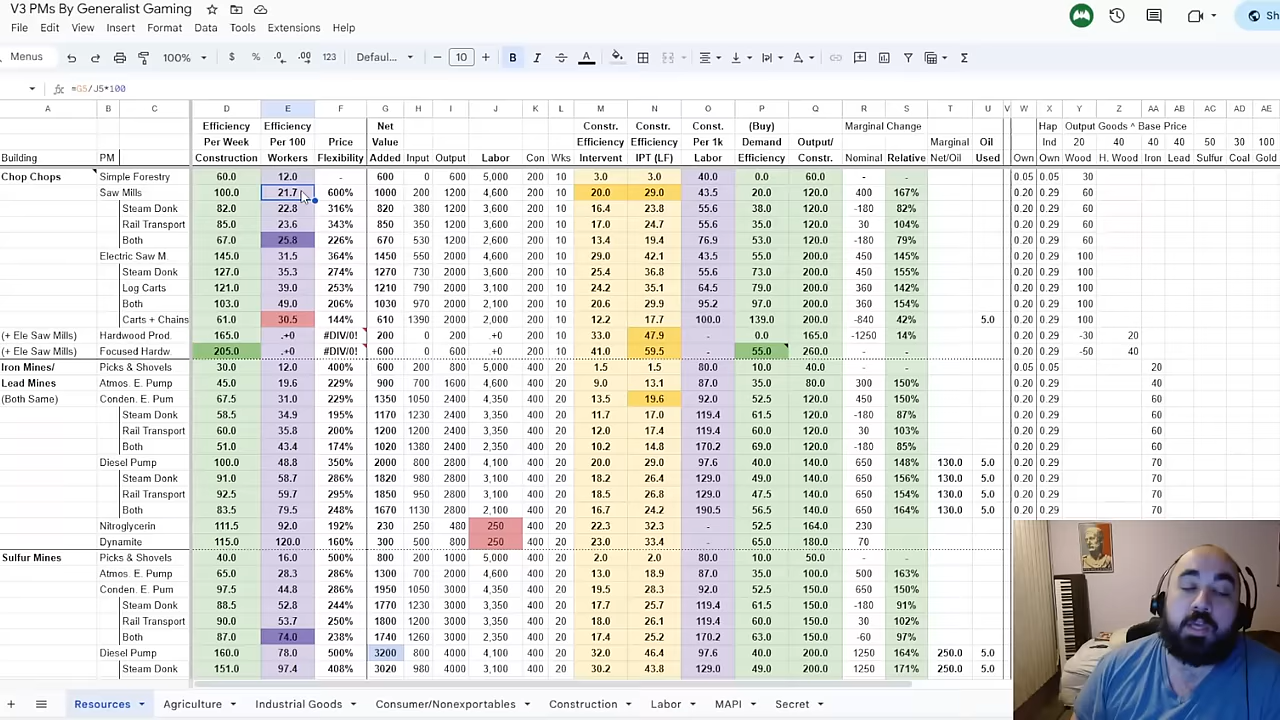 V3 PMs By Generalist Gaming
File Edit View Insert Format Data Tools Extensions Help
Menus 100% $ % .0 .00 123 Defaul... 10 B I A
fx =G5/J5*100
A B C D E F G H I J K L M N O P Q R S T U V W X Y Z AA AB AC AD AE
Efficiency Efficiency Net Constr. Constr. Const. (Buy) Marginal Change Hap Output Goods ^ Base Price
Per Week Per 100 Price Value Efficiency Efficiency Per 1k Demand Output/ Marginal Oil Ind 20 40 40 40 50 30 100
Building PM Construction Workers Flexibility Added Input Output Labor Con Wks Intervent IPT (LF) Labor Efficiency Constr. Nominal Relative Net/Oil Used Own Own Wood H. Wood Iron Lead Sulfur Coal Gold
Chop Chops Simple Forestry 60.0 12.0 - 600 0 600 5,000 200 10 3.0 3.0 40.0 0.0 60.0 - - 0.05 0.05 30
Saw Mills 100.0 21.7 600% 1000 200 1200 4,600 200 10 20.0 29.0 43.5 20.0 120.0 400 167% 0.20 0.29 60
Steam Donk 82.0 22.8 316% 820 380 1200 3,600 200 10 16.4 23.8 55.6 38.0 120.0 -180 82% 0.20 0.29 60
Rail Transport 85.0 23.6 343% 850 350 1200 3,600 200 10 17.0 24.7 55.6 35.0 120.0 30 104% 0.20 0.29 60
Both 67.0 25.8 226% 670 530 1200 2,600 200 10 13.4 19.4 76.9 53.0 120.0 -180 79% 0.20 0.29 60
Electric Saw M. 145.0 31.5 364% 1450 550 2000 4,600 200 10 29.0 42.1 43.5 55.0 200.0 450 145% 0.20 0.29 100
Steam Donk 127.0 35.3 274% 1270 730 2000 3,600 200 10 25.4 36.8 55.6 73.0 200.0 450 155% 0.20 0.29 100
Log Carts 121.0 39.0 253% 1210 790 2000 3,100 200 10 24.2 35.1 64.5 79.0 200.0 360 142% 0.20 0.29 100
Both 103.0 49.0 206% 1030 970 2000 2,100 200 10 20.6 29.9 95.2 97.0 200.0 360 154% 0.20 0.29 100
Carts + Chains 61.0 30.5 144% 610 1390 2000 2,000 200 10 12.2 17.7 100.0 139.0 200.0 -840 42% 5.0 0.20 0.29 100
(+ Ele Saw Mills) Hardwood Prod. 165.0 .+0 #DIV/0! 200 0 200 .+0 200 10 33.0 47.9 - 0.0 165.0 -1250 14% 0.20 0.29 -30 20
(+ Ele Saw Mills) Focused Hardw. 205.0 .+0 #DIV/0! 600 0 600 .+0 200 10 41.0 59.5 - 55.0 260.0 - - 0.20 0.29 -50 40
Iron Mines/ Picks & Shovels 30.0 12.0 400% 600 200 800 5,000 400 20 1.5 1.5 80.0 10.0 40.0 - - 0.05 0.05 20
Lead Mines Atmos. E. Pump 45.0 19.6 229% 900 700 1600 4,600 400 20 9.0 13.1 87.0 35.0 80.0 300 150% 0.20 0.29 40
(Both Same) Conden. E. Pum 67.5 31.0 229% 1350 1050 2400 4,350 400 20 13.5 19.6 92.0 52.5 120.0 450 150% 0.20 0.29 60
Steam Donk 58.5 34.9 195% 1170 1230 2400 3,350 400 20 11.7 17.0 119.4 61.5 120.0 -180 87% 0.20 0.29 60
Rail Transport 60.0 35.8 200% 1200 1200 2400 3,350 400 20 12.0 17.4 119.4 60.0 120.0 30 103% 0.20 0.29 60
Both 51.0 43.4 174% 1020 1380 2400 2,350 400 20 10.2 14.8 170.2 69.0 120.0 -180 85% 0.20 0.29 60
Diesel Pump 100.0 48.8 350% 2000 800 2800 4,100 400 20 20.0 29.0 97.6 40.0 140.0 650 148% 130.0 5.0 0.20 0.29 70
Steam Donk 91.0 58.7 286% 1820 980 2800 3,100 400 20 18.2 26.4 129.0 49.0 140.0 650 156% 130.0 5.0 0.20 0.29 70
Rail Transport 92.5 59.7 295% 1850 950 2800 3,100 400 20 18.5 26.8 129.0 47.5 140.0 650 154% 130.0 5.0 0.20 0.29 70
Both 83.5 79.5 248% 1670 1130 2800 2,100 400 20 16.7 24.2 190.5 56.5 140.0 650 164% 130.0 5.0 0.20 0.29 70
Nitroglycerin 111.5 92.0 192% 230 250 480 250 400 20 22.3 32.3 - 52.5 164.0 230
Dynamite 115.0 120.0 160% 300 500 800 250 400 20 23.0 33.4 - 65.0 180.0 70
Sulfur Mines Picks & Shovels 40.0 16.0 500% 800 200 1000 5,000 400 20 2.0 2.0 80.0 10.0 50.0 - -
Atmos. E. Pump 65.0 28.3 286% 1300 700 2000 4,600 400 20 13.0 18.9 87.0 35.0 100.0 500 163%
Conden. E. Pum 97.5 44.8 286% 1950 1050 3000 4,350 400 20 19.5 28.3 92.0 52.5 150.0 650 150%
Steam Donk 88.5 52.8 244% 1770 1230 3000 3,350 400 20 17.7 25.7 119.4 61.5 150.0 -180 91%
Rail Transport 90.0 53.7 250% 1800 1200 3000 3,350 400 20 18.0 26.1 119.4 60.0 150.0 30 102%
Both 87.0 74.0 238% 1740 1260 3000 2,350 400 20 17.4 25.2 170.2 63.0 150.0 -60 97%
Diesel Pump 160.0 78.0 500% 3200 800 4000 4,100 400 20 32.0 46.4 97.6 40.0 200.0 1250 164% 250.0 5.0
Steam Donk 151.0 97.4 408% 3020 980 4000 3,100 400 20 30.2 43.8 129.0 49.0 200.0 1250 171% 250.0 5.0
Resources Agriculture Industrial Goods Consumer/Nonexportables Construction Labor MAPI Secret